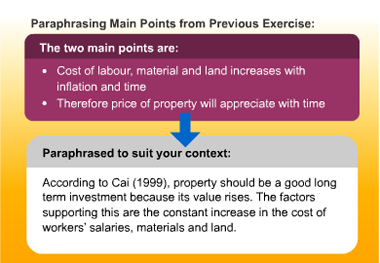 Paraphrasing Main Points from Previous Exercise:
The two main points are:
• Cost of labour, material and land increases with
inflation and time
• Therefore price of property will appreciate with time
Paraphrased to suit your context:
According to Cai (1999), property should be a good long
term investment because its value rises. The factors
supporting this are the constant increase in the cost of
workers' salaries, materials and land.